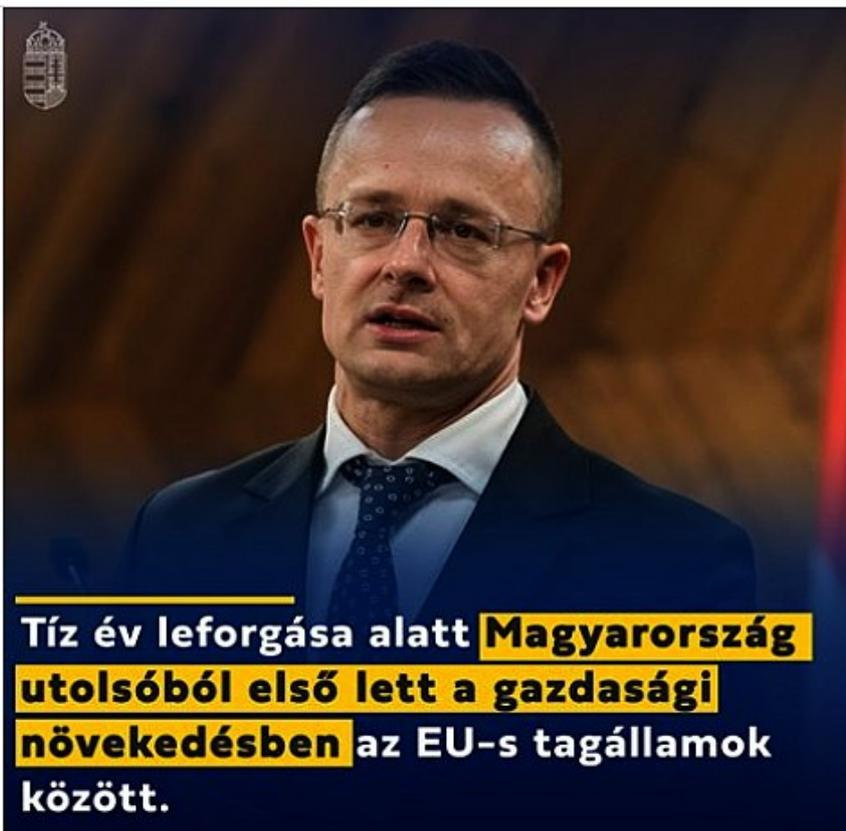 Tíz év leforgása alatt Magyarország
utolsóból első lett a gazdasági
növekedésben az EU-s tagállamok
között.